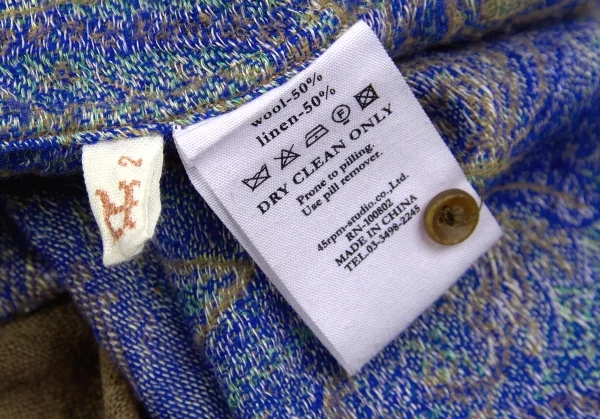 2
wool-50%
linen-50%
DRY CLEAN ONLY
Prone to pilling.
Use pill remover.
45rpm-studio.co.,Ltd.
RN-100802
MADE IN CHINA
TEL.03-3498-2245